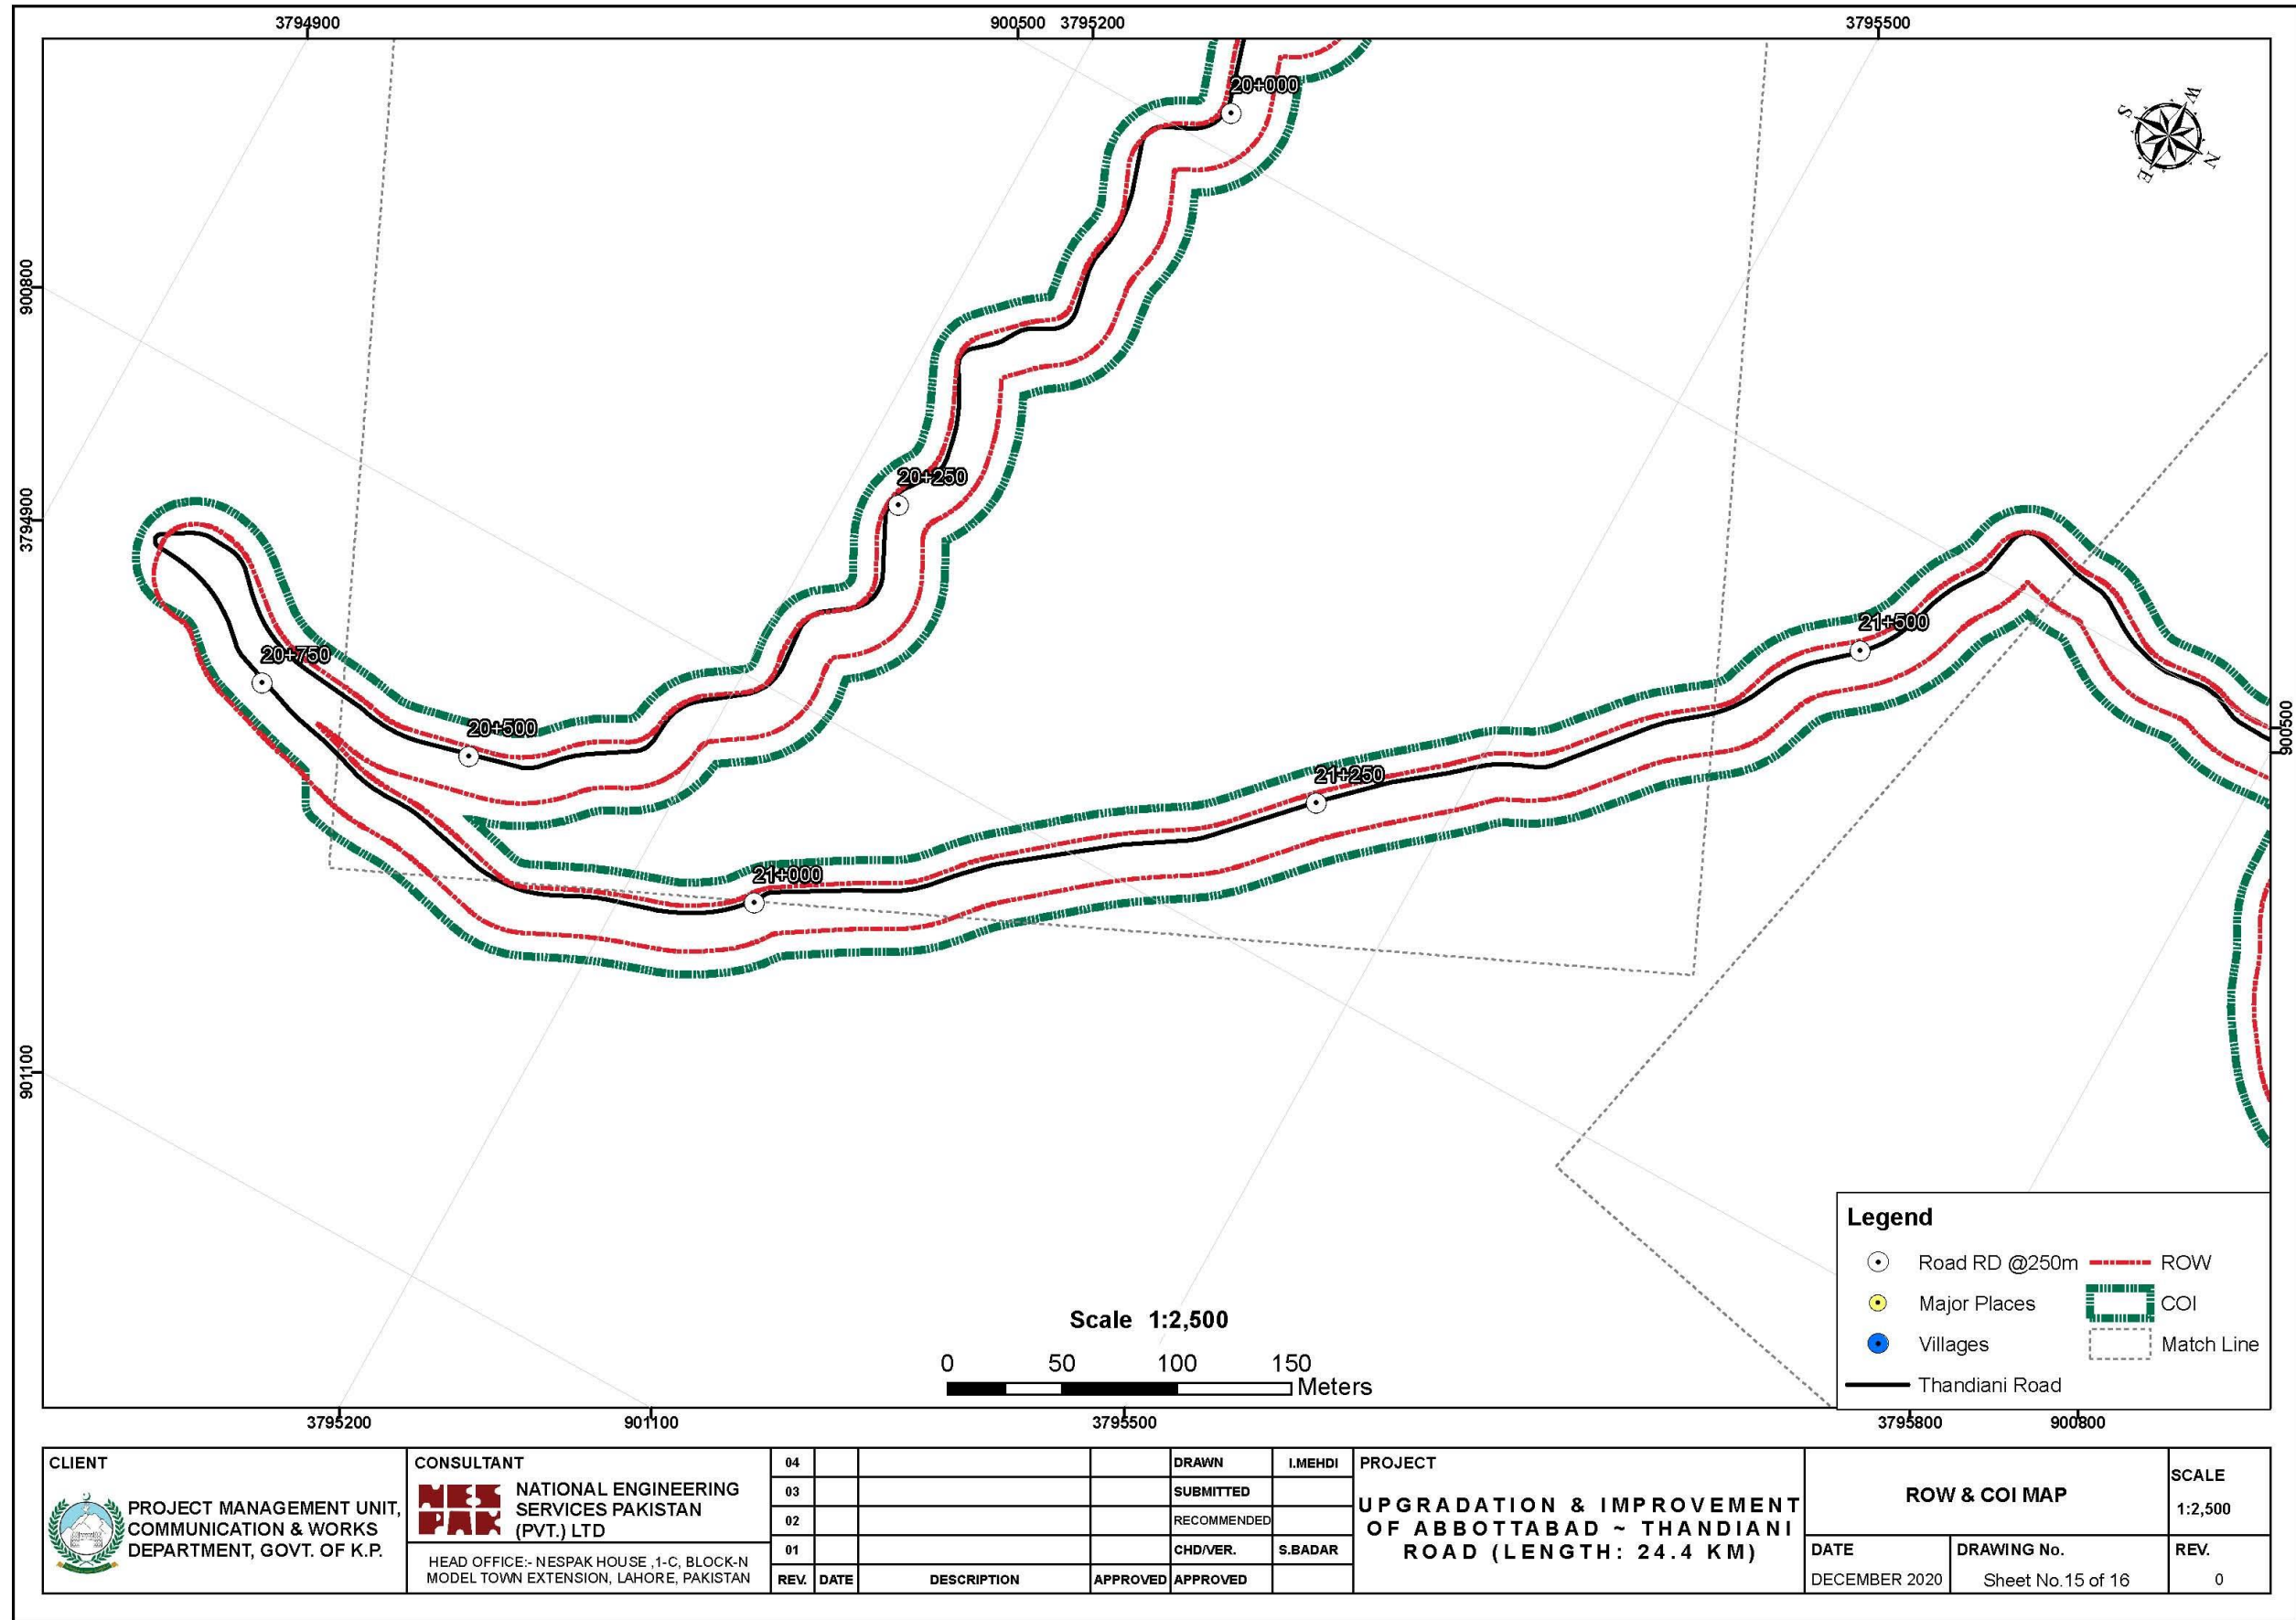 3794900
900500 3795200
3795500
900800
3794900
901100
900500
W
S
N
E
20+000
20+250
20+750
20+500
21+500
21+250
21+000
Legend
Road RD @250m
ROW
Major Places
COI
Villages
Match Line
Thandiani Road
Scale 1:2,500
0 50 100 150
Meters
3795200
901100
3795500
3795800
900800
CLIENT
PROJECT MANAGEMENT UNIT,
COMMUNICATION & WORKS
DEPARTMENT, GOVT. OF K.P.
CONSULTANT
NES
PAK
NATIONAL ENGINEERING
SERVICES PAKISTAN
(PVT.) LTD
HEAD OFFICE:- NESPAK HOUSE ,1-C, BLOCK-N
MODEL TOWN EXTENSION, LAHORE, PAKISTAN
04
03
02
01
REV. DATE DESCRIPTION APPROVED
DRAWN I.MEHDI
SUBMITTED
RECOMMENDED
CHD/VER. S.BADAR
APPROVED
PROJECT
UPGRADATION & IMPROVEMENT
OF ABBOTTABAD ~ THANDIANI
ROAD (LENGTH: 24.4 KM)
ROW & COI MAP
SCALE
1:2,500
DATE
DECEMBER 2020
DRAWING No.
Sheet No.15 of 16
REV.
0